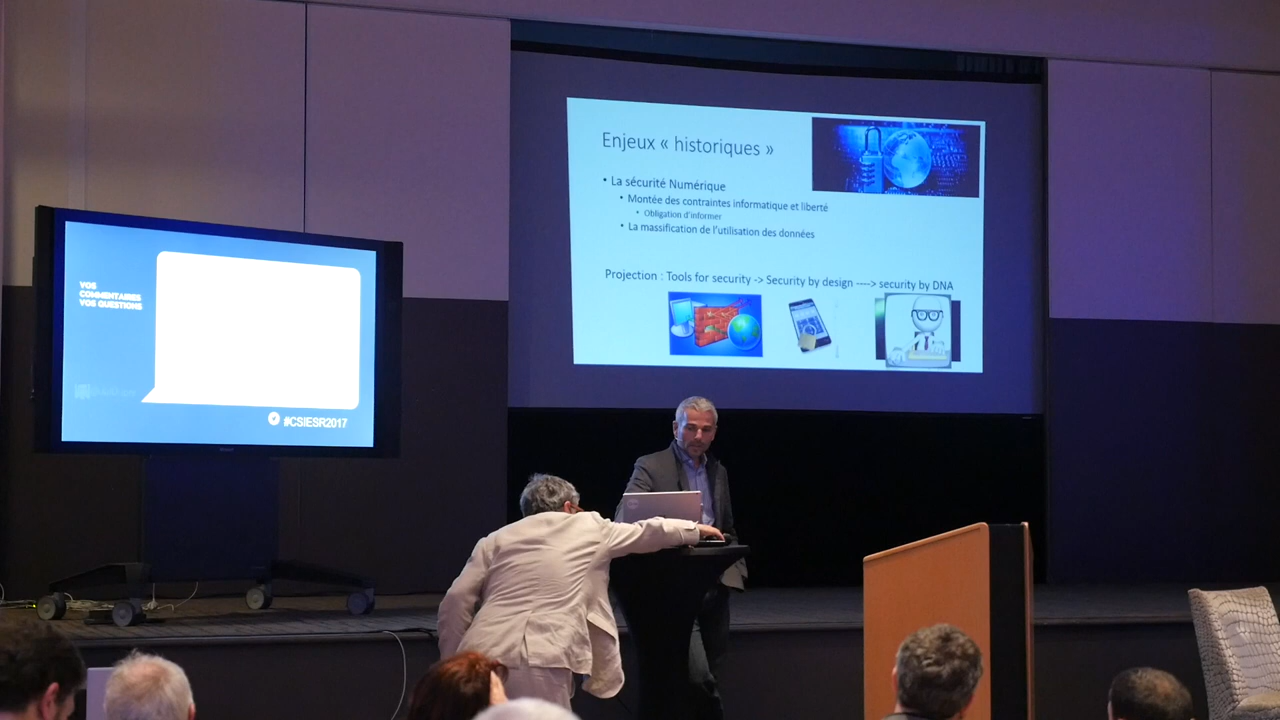 Enjeux « historiques »
• La sécurité Numérique
• Montée des contraintes informatique et liberté
• Obligation d'informer
• La massification de l'utilisation des données
Projection : Tools for security -> Security by design ----> security by DNA
VOS
COMMENTAIRES
VOS QUESTIONS
#CSIESR2017